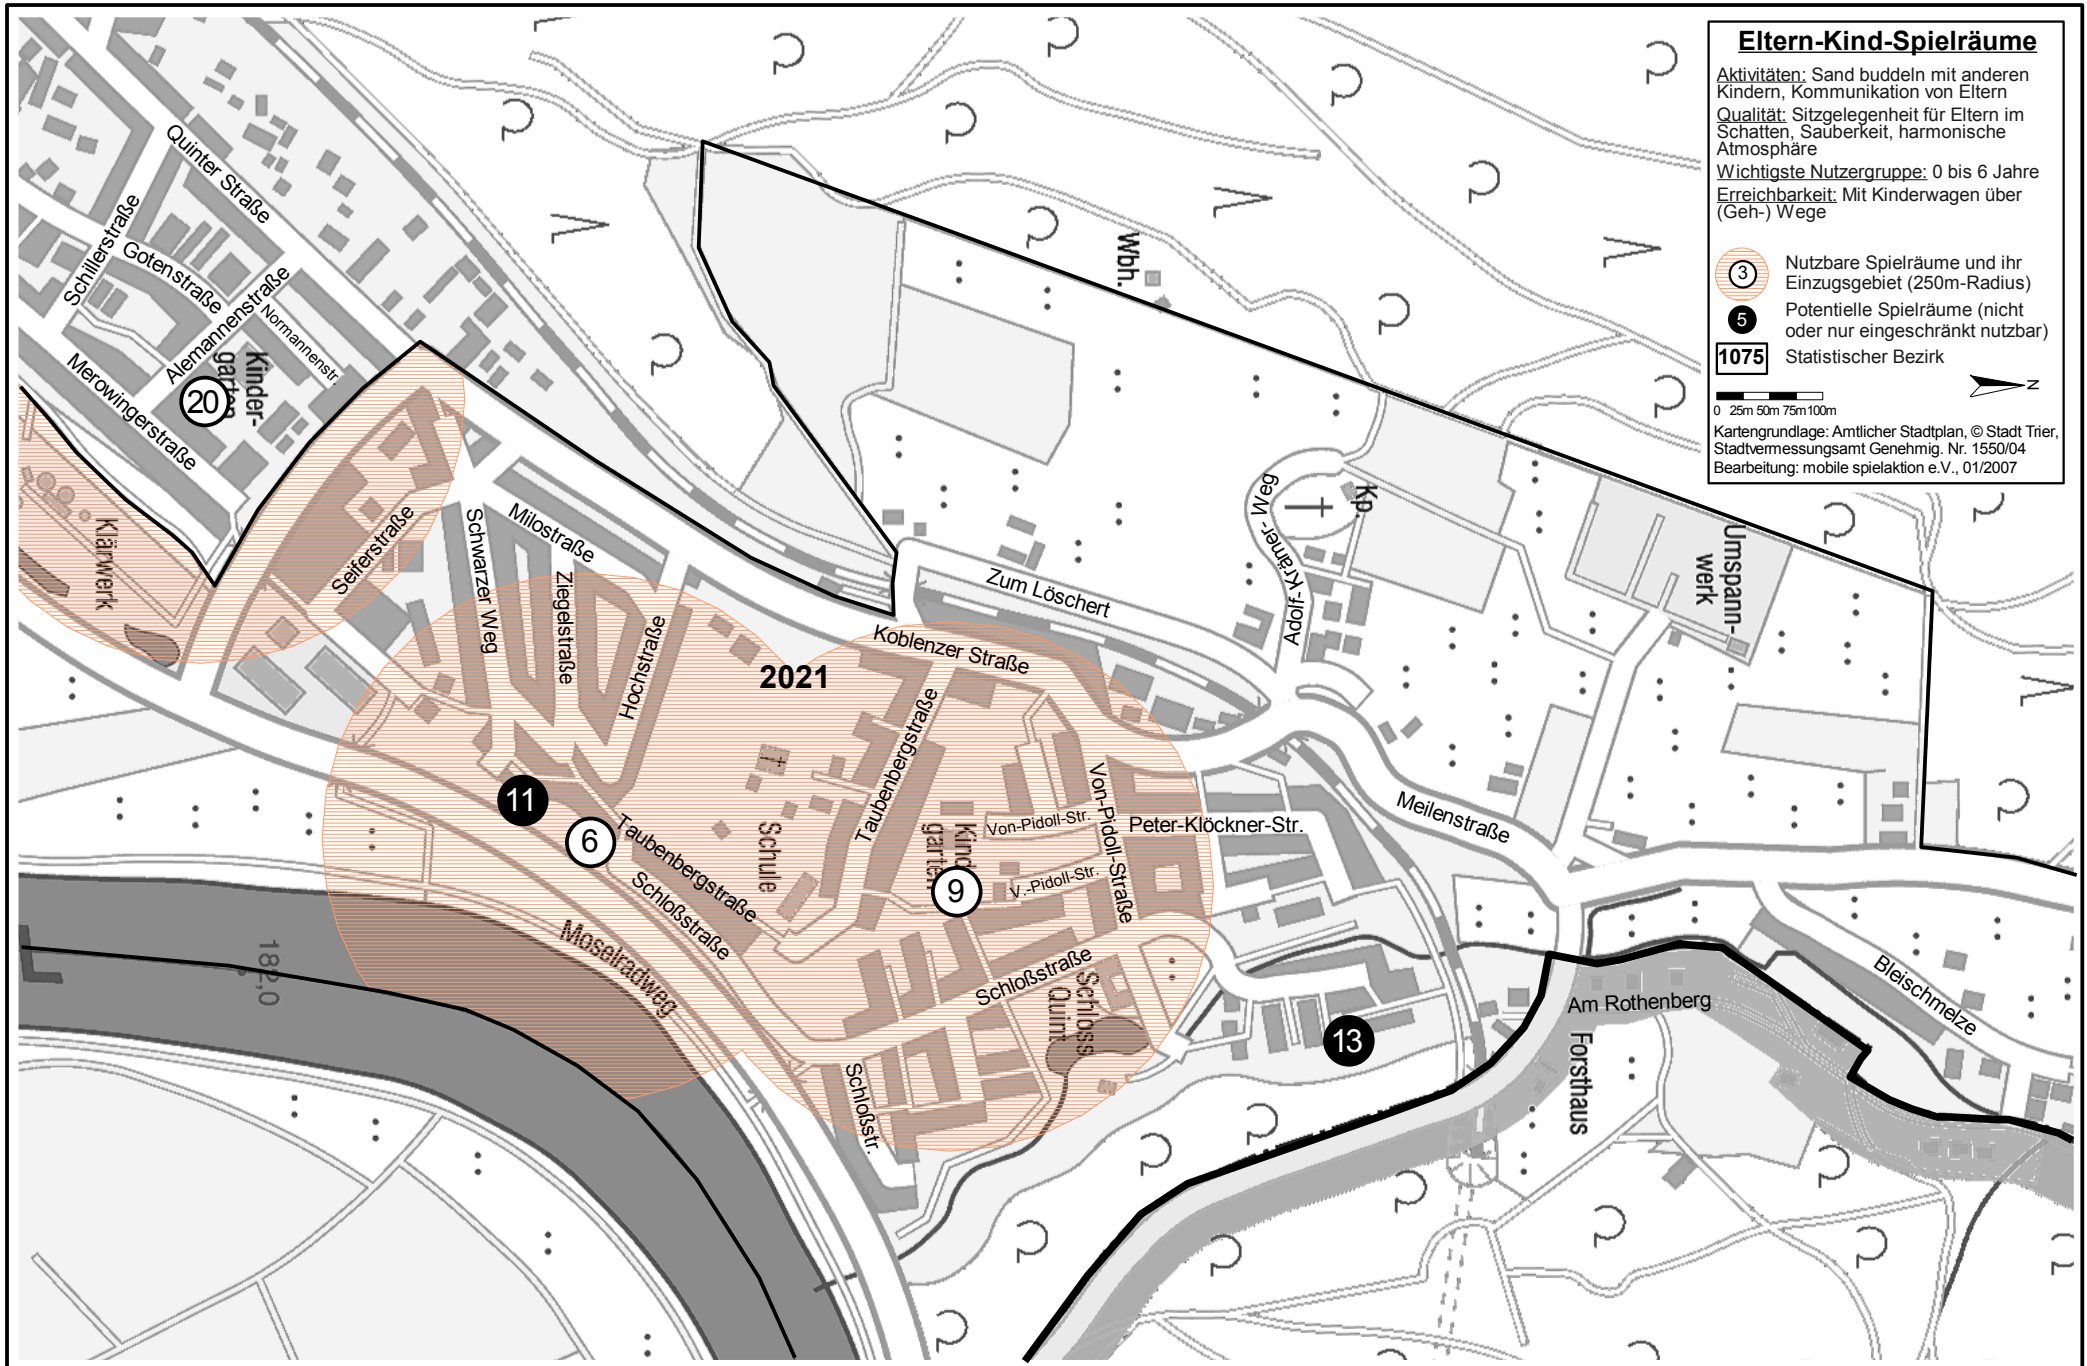 Eltern-Kind-Spielräume
Aktivitäten: Sand buddeln mit anderen
Kindern, Kommunikation von Eltern
Qualität: Sitzgelegenheit für Eltern im
Schatten, Sauberkeit, harmonische
Atmosphäre
Wichtigste Nutzergruppe: 0 bis 6 Jahre
Erreichbarkeit: Mit Kinderwagen über
(Geh-) Wege
3
Nutzbare Spielräume und ihr
Einzugsgebiet (250m-Radius)
5
Potentielle Spielräume (nicht
oder nur eingeschränkt nutzbar)
1075
Statistischer Bezirk
N
0 25m 50m 75m 100m
Kartengrundlage: Amtlicher Stadtplan, © Stadt Trier,
Stadtvermessungsamt Genehmig. Nr. 1550/04
Bearbeitung: mobile spielaktion e.V., 01/2007
Quinter Straße
Schillerstraße
Gotenstraße
Alemannenstraße
Normannenstr.
Merowingerstraße
Kinder-
garten
20
Klärwerk
Seiferstraße
Schwarzer Weg
Milostraße
Ziegelstraße
Hochstraße
2021
Koblenzer Straße
Zum Löschert
Adolf-Krämer-Weg
Wbh.
Kp.
Umspann-
werk
Meilenstraße
Taubenbergstraße
Von-Pidoll-Str.
Von-Pidoll-Straße
Peter-Klöckner-Str.
V.-Pidoll-Str.
Schule
11
6
9
13
Taubenbergstraße
Schloßstraße
Moselradweg
182,0
Schloßstraße
Schloss
Quint
Schloßstr.
Am Rothenberg
Forsthaus
Bleischmelze